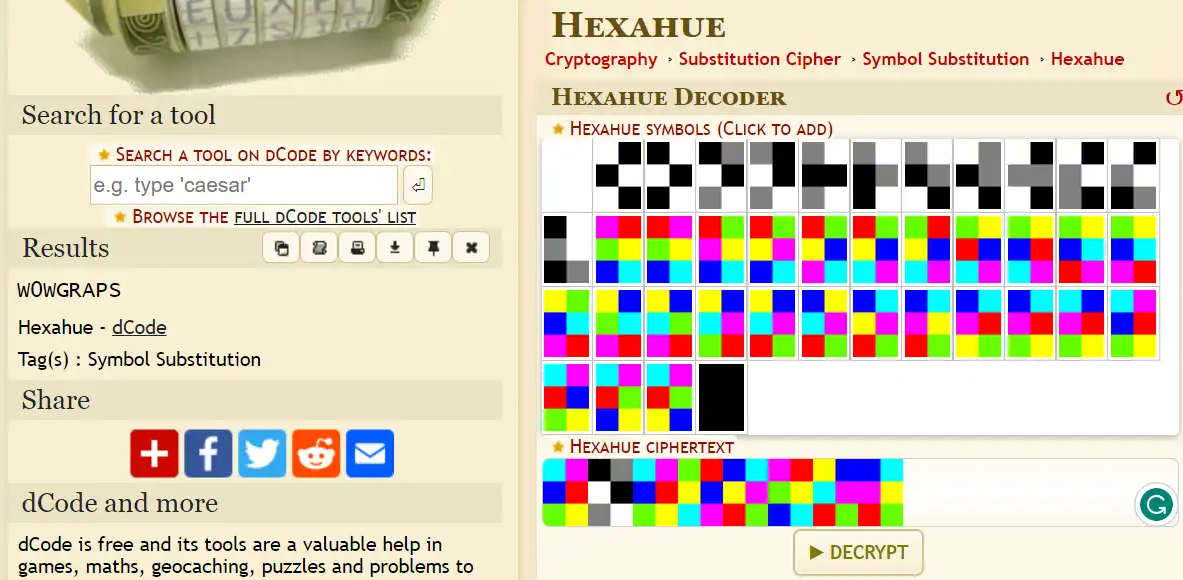 Search for a tool
SEARCH A TOOL ON DCODE BY KEYWORDS:
e.g. type 'caesar'
BROWSE THE FULL DCODE TOOLS' LIST
Results
W0WGRAPS
Hexahue - dCode
Tag(s) : Symbol Substitution
Share
dCode and more
dCode is free and its tools are a valuable help in
games, maths, geocaching, puzzles and problems to
HEXAHUE
Cryptography › Substitution Cipher › Symbol Substitution › Hexahue
HEXAHUE DECODER
HEXAHUE SYMBOLS (CLICK TO ADD)
HEXAHUE CIPHERTEXT
▶ DECRYPT